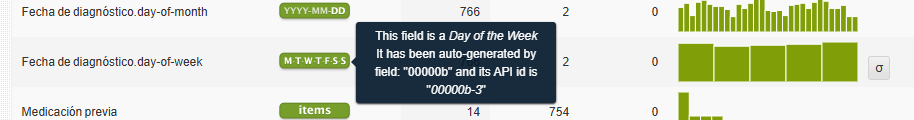 Fecha de diagnóstico.day-of-month YYYY-MM-DD 766 2 0
This field is a Day of the Week
It has been auto-generated by
field: "00000b" and its API id is
"00000b-3"
Fecha de diagnóstico.day-of-week M-T-W-T-F-S-S 2 0 σ
Medicación previa items 14 754 0